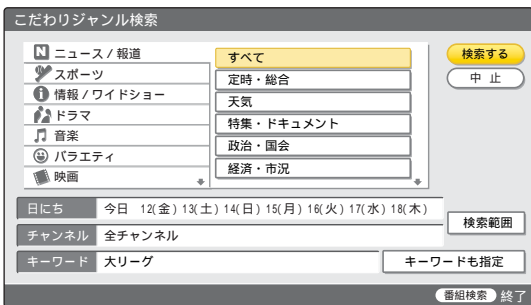 こだわりジャンル検索
N ニュース / 報道
スポーツ
情報 / ワイドショー
ドラマ
音楽
バラエティ
映画
すべて
定時・総合
天気
特集・ドキュメント
政治・国会
経済・市況
検索する
中 止
日にち 今日 12(金) 13(土) 14(日) 15(月) 16(火) 17(水) 18(木)
チャンネル 全チャンネル
検索範囲
キーワード 大リーグ
キーワードも指定
番組検索 終了